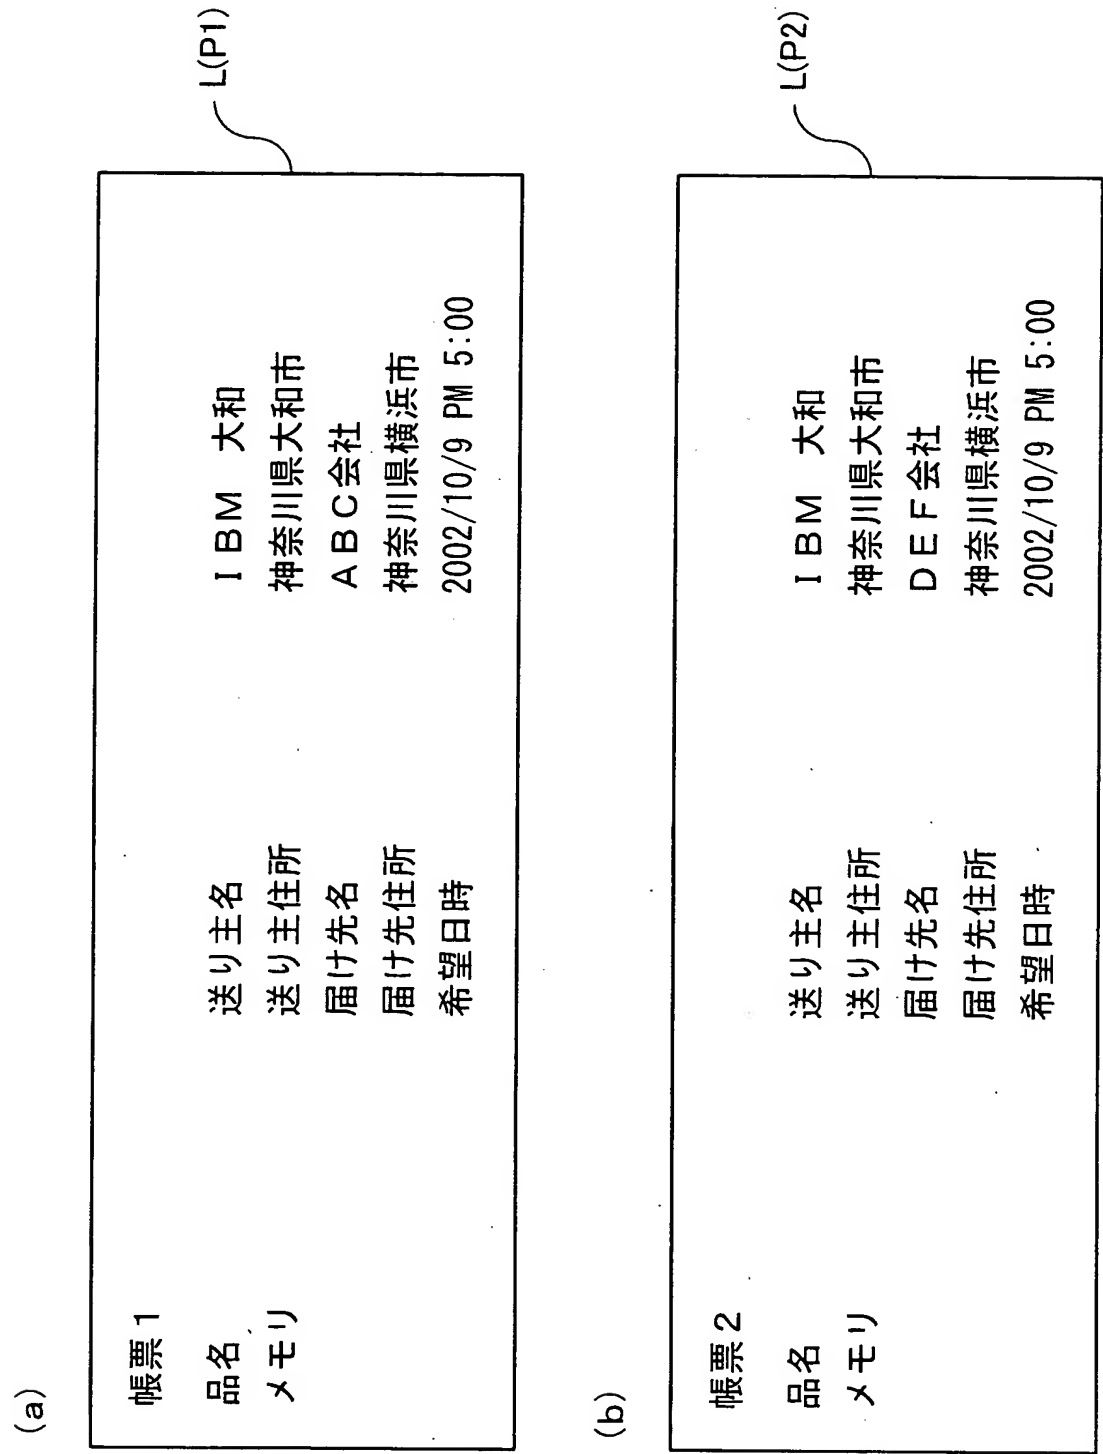 (a)
L(P1)
帳票1
品名 送り主名 IBM 大和
メモリ 送り主住所 神奈川県大和市
届け先名 ABC会社
届け先住所 神奈川県横浜市
希望日時 2002/10/9 PM 5:00
(b)
L(P2)
帳票2
品名 送り主名 IBM 大和
メモリ 送り主住所 神奈川県大和市
届け先名 DEF会社
届け先住所 神奈川県横浜市
希望日時 2002/10/9 PM 5:00